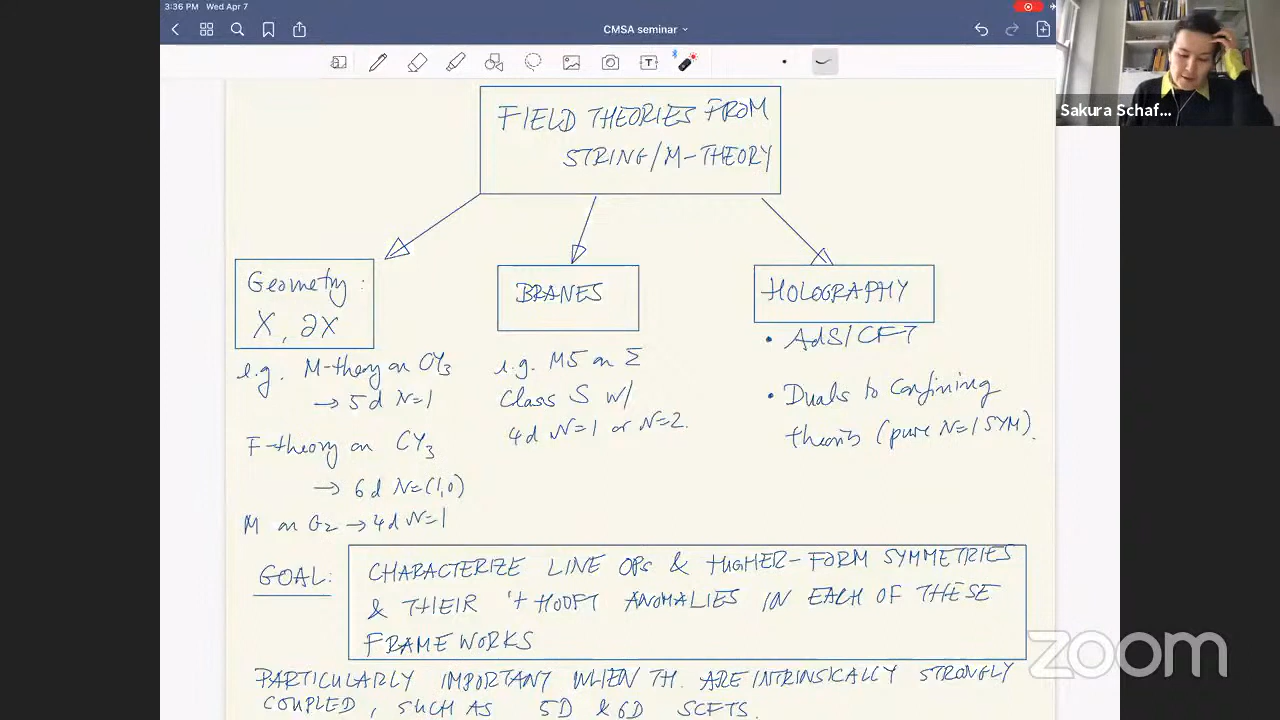 3:36 PM Wed Apr 7
CMSA seminar
Sakura Schaf...
FIELD THEORIES FROM
STRING/M-THEORY
Geometry:
X, ∂X
e.g. M-theory on CY3
→ 5d N=1
F-theory on CY3
→ 6d N=(1,0)
M on G2 → 4d N=1
BRANES
e.g. M5 on Σ
Class S w/
4d N=1 or N=2.
HOLOGRAPHY
• AdS/CFT
• Duals to confining
theories (pure N=1 SYM).
GOAL:
CHARACTERIZE LINE OPs & HIGHER-FORM SYMMETRIES
& THEIR 't HOOFT ANOMALIES IN EACH OF THESE
FRAMEWORKS
PARTICULARLY IMPORTANT WHEN TH. ARE INTRINSICALLY STRONGLY
COUPLED, SUCH AS 5D & 6D SCFTS.
zoom